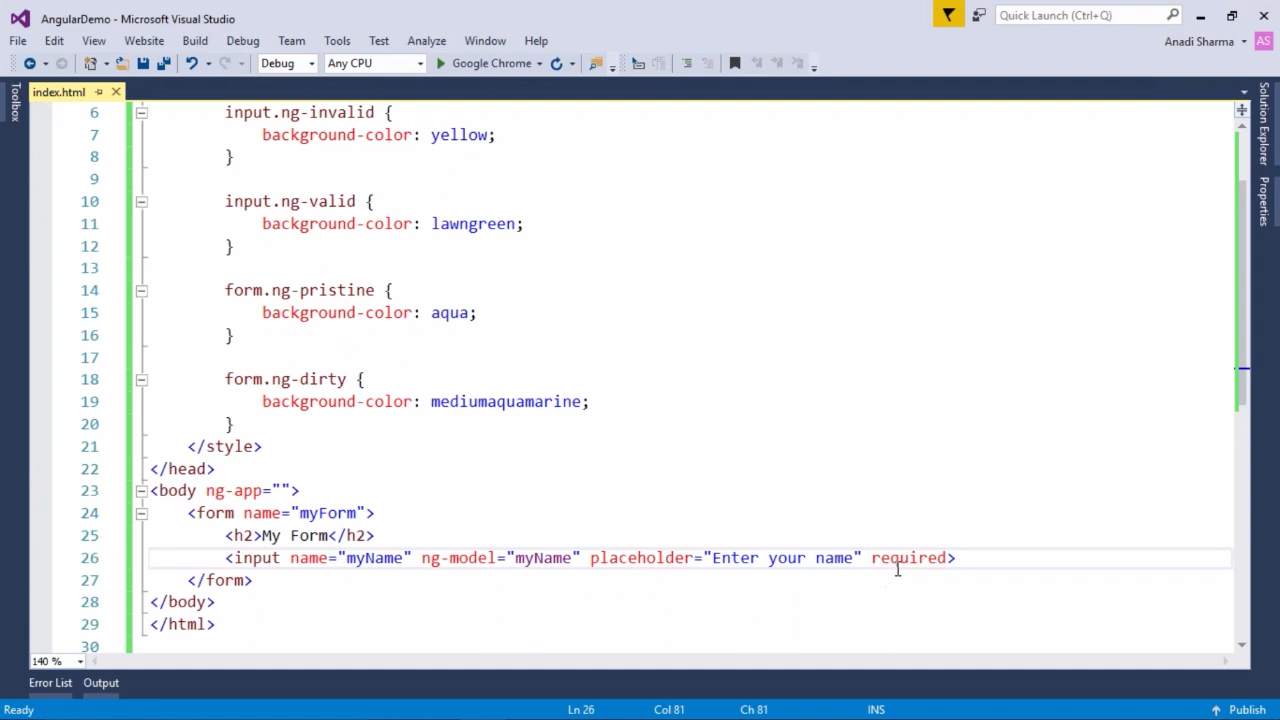 AngularDemo - Microsoft Visual Studio
Quick Launch (Ctrl+Q)
File Edit View Website Build Debug Team Tools Test Analyze Window Help
Anadi Sharma AS
Debug Any CPU Google Chrome
Toolbox
index.html
Solution Explorer
Properties
6 input.ng-invalid {
7 background-color: yellow;
8 }
9
10 input.ng-valid {
11 background-color: lawngreen;
12 }
13
14 form.ng-pristine {
15 background-color: aqua;
16 }
17
18 form.ng-dirty {
19 background-color: mediumaquamarine;
20 }
21 </style>
22 </head>
23 <body ng-app="">
24 <form name="myForm">
25 <h2>My Form</h2>
26 <input name="myName" ng-model="myName" placeholder="Enter your name" required>
27 </form>
28 </body>
29 </html>
30
140 %
Error List Output
Ready Ln 26 Col 81 Ch 81 INS Publish